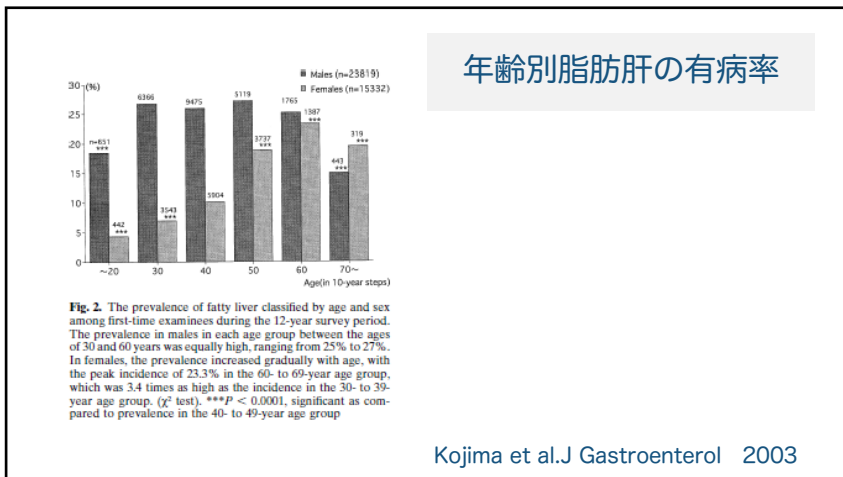 年齢別脂肪肝の有病率
30 (%)
25
20
15
10
5
0
Males (n=23819)
Females (n=15332)
n=651
***
442
***
6366
3543
***
9475
5904
5119
3737
***
1765
1387
***
443
***
319
***
~20 30 40 50 60 70~
Age(in 10-year steps)
Fig. 2. The prevalence of fatty liver classified by age and sex
among first-time examinees during the 12-year survey period.
The prevalence in males in each age group between the ages
of 30 and 60 years was equally high, ranging from 25% to 27%.
In females, the prevalence increased gradually with age, with
the peak incidence of 23.3% in the 60- to 69-year age group,
which was 3.4 times as high as the incidence in the 30- to 39-
year age group. (χ² test). ***P < 0.0001, significant as com-
pared to prevalence in the 40- to 49-year age group
Kojima et al.J Gastroenterol 2003